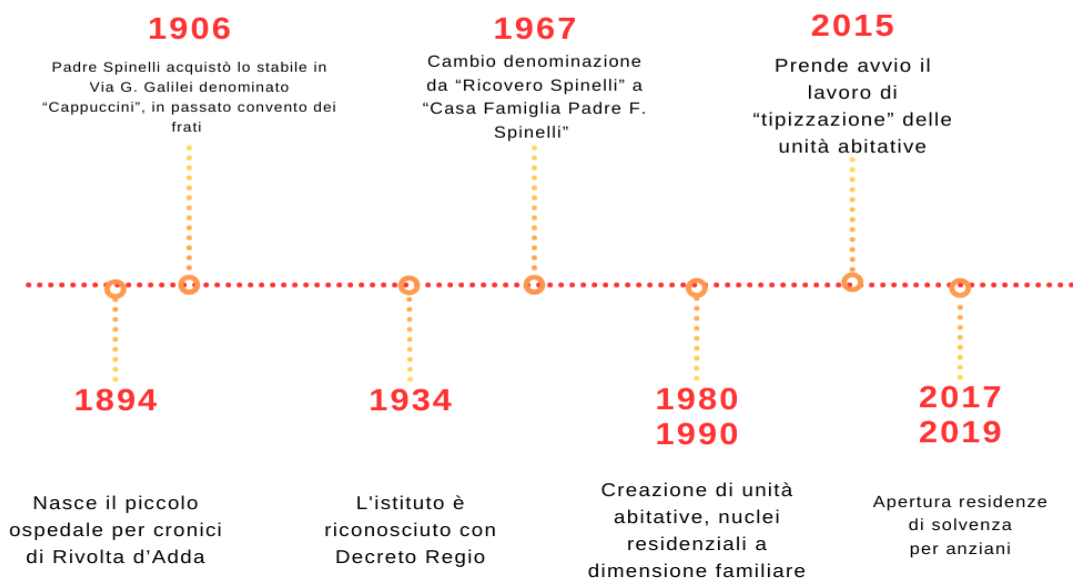 1906
Padre Spinelli acquistò lo stabile in
Via G. Galilei denominato
“Cappuccini”, in passato convento dei
frati
1967
Cambio denominazione
da “Ricovero Spinelli” a
“Casa Famiglia Padre F.
Spinelli”
2015
Prende avvio il
lavoro di
“tipizzazione” delle
unità abitative
1894
Nasce il piccolo
ospedale per cronici
di Rivolta d’Adda
1934
L'istituto è
riconosciuto con
Decreto Regio
1980
1990
Creazione di unità
abitative, nuclei
residenziali a
dimensione familiare
2017
2019
Apertura residenze
di solvenza
per anziani